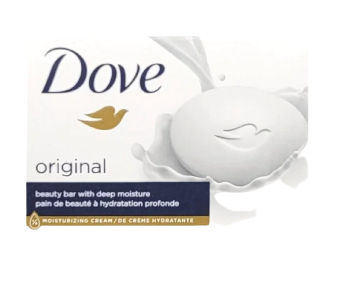 Dove
original
beauty bar with deep moisture
pain de beauté à hydratation profonde
¼ MOISTURIZING CREAM/DE CRÈME HYDRATANTE